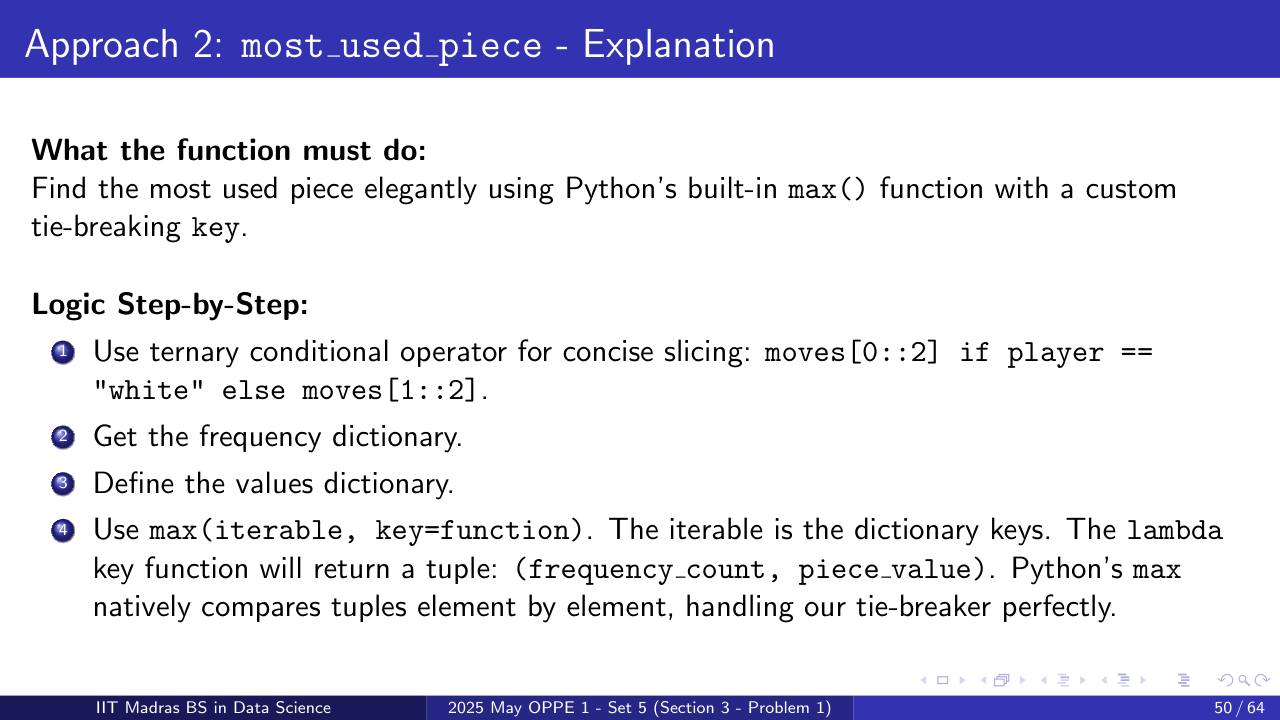 Approach 2: most_used_piece - Explanation
What the function must do:
Find the most used piece elegantly using Python's built-in max() function with a custom
tie-breaking key.
Logic Step-by-Step:
1 Use ternary conditional operator for concise slicing: moves[0::2] if player ==
"white" else moves[1::2].
2 Get the frequency dictionary.
3 Define the values dictionary.
4 Use max(iterable, key=function). The iterable is the dictionary keys. The lambda
key function will return a tuple: (frequency_count, piece_value). Python's max
natively compares tuples element by element, handling our tie-breaker perfectly.
IIT Madras BS in Data Science 2025 May OPPE 1 - Set 5 (Section 3 - Problem 1) 50 / 64